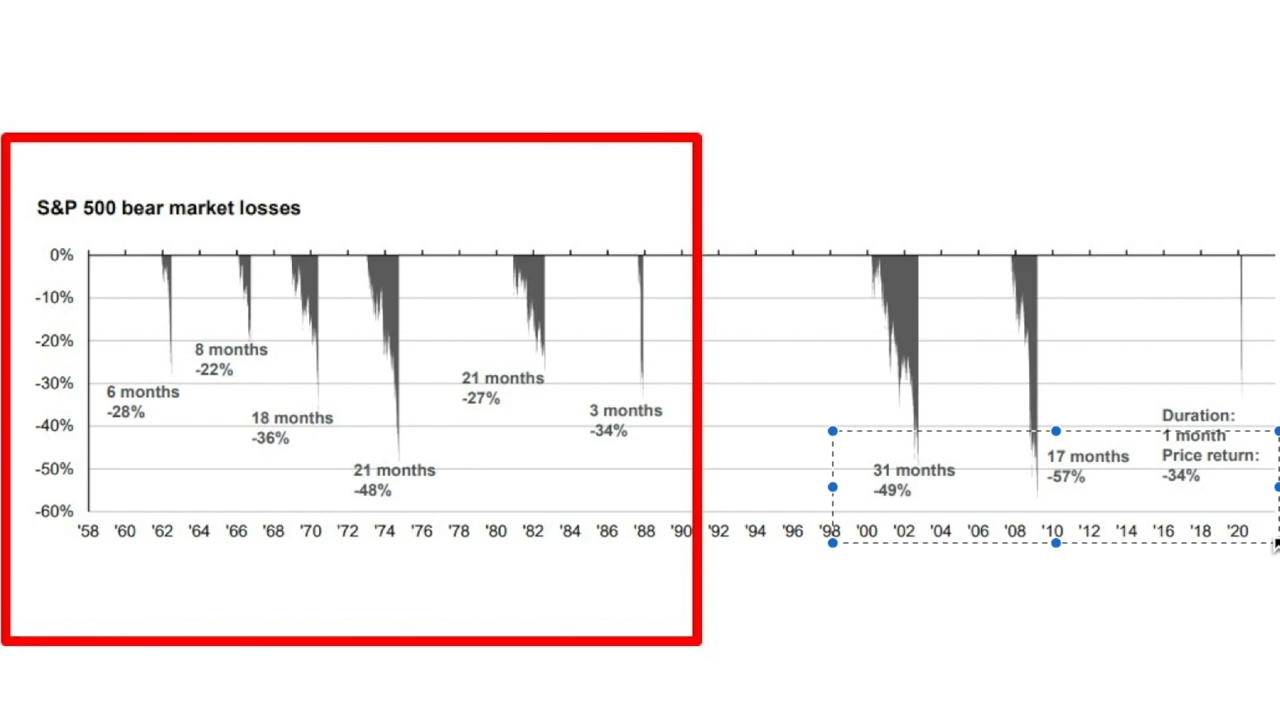 S&P 500 bear market losses
0%
-10%
-20%
-30%
-40%
-50%
-60%
6 months
-28%
8 months
-22%
18 months
-36%
21 months
-48%
21 months
-27%
3 months
-34%
31 months
-49%
17 months
-57%
Duration:
1 month
Price return:
-34%
'58 '60 '62 '64 '66 '68 '70 '72 '74 '76 '78 '80 '82 '84 '86 '88 '90 '92 '94 '96 '98 '00 '02 '04 '06 '08 '10 '12 '14 '16 '18 '20